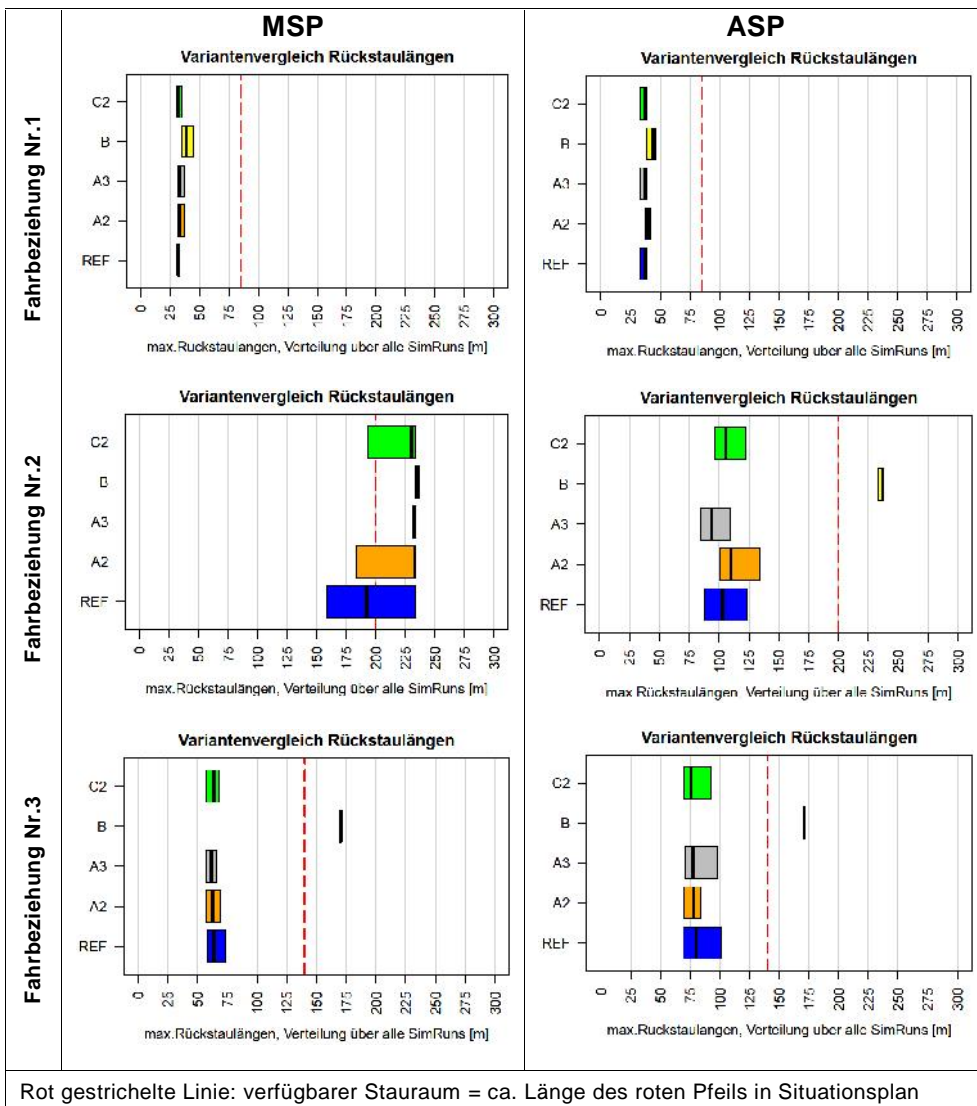 MSP
ASP
Fahrbeziehung Nr.1
Variantenvergleich Rückstaulängen
C2
B
A3
A2
REF
0 25 50 75 100 125 150 175 200 225 250 275 300
max.Ruckstaulangen, Verteilung uber alle SimRuns [m]
Variantenvergleich Rückstaulängen
C2
B
A3
A2
REF
0 25 50 75 100 125 150 175 200 225 250 275 300
max.Ruckstaulangen, Verteilung uber alle SimRuns [m]
Fahrbeziehung Nr.2
Variantenvergleich Rückstaulängen
C2
B
A3
A2
REF
0 25 50 75 100 125 150 175 200 225 250 275 300
max.Rückstaulängen, Verteilung über alle SimRuns [m]
Variantenvergleich Rückstaulängen
C2
B
A3
A2
REF
0 25 50 75 100 125 150 175 200 225 250 275 300
max.Rückstaulängen, Verteilung über alle SimRuns [m]
Fahrbeziehung Nr.3
Variantenvergleich Rückstaulängen
C2
B
A3
A2
REF
0 25 50 75 100 125 150 175 200 225 250 275 300
max.Rückstaulängen, Verteilung über alle SimRuns [m]
Variantenvergleich Rückstaulängen
C2
B
A3
A2
REF
0 25 50 75 100 125 150 175 200 225 250 275 300
max.Ruckstaulangen, Verteilung uber alle SimRuns [m]
Rot gestrichelte Linie: verfügbarer Stauraum = ca. Länge des roten Pfeils in Situationsplan